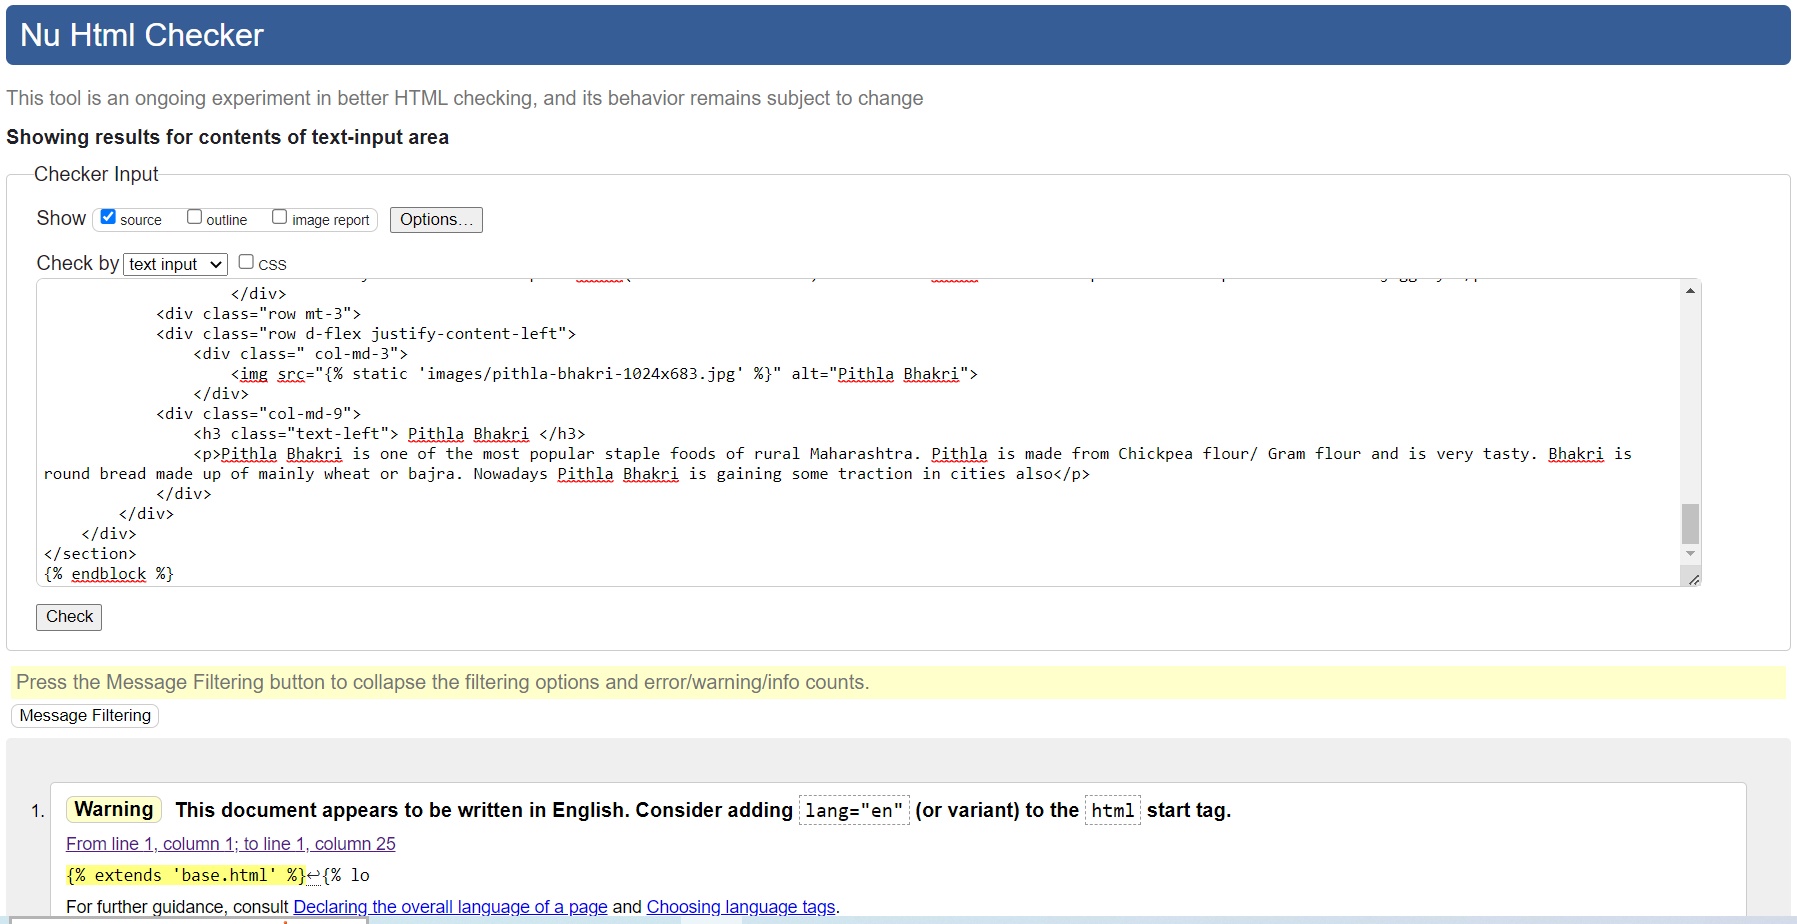 Nu Html Checker
This tool is an ongoing experiment in better HTML checking, and its behavior remains subject to change
Showing results for contents of text-input area
Checker Input
Show source outline image report Options...
Check by text input CSS
</div>
<div class="row mt-3">
<div class="row d-flex justify-content-left">
<div class=" col-md-3">
<img src="{% static 'images/pithla-bhakri-1024x683.jpg' %}" alt="Pithla Bhakri">
</div>
<div class="col-md-9">
<h3 class="text-left"> Pithla Bhakri </h3>
<p>Pithla Bhakri is one of the most popular staple foods of rural Maharashtra. Pithla is made from Chickpea flour/ Gram flour and is very tasty. Bhakri is
round bread made up of mainly wheat or bajra. Nowadays Pithla Bhakri is gaining some traction in cities also</p>
</div>
</div>
</div>
</section>
{% endblock %}
Check
Press the Message Filtering button to collapse the filtering options and error/warning/info counts.
Message Filtering
1. Warning This document appears to be written in English. Consider adding lang="en" (or variant) to the html start tag.
From line 1, column 1; to line 1, column 25
{% extends 'base.html' %}↩{% lo
For further guidance, consult Declaring the overall language of a page and Choosing language tags.